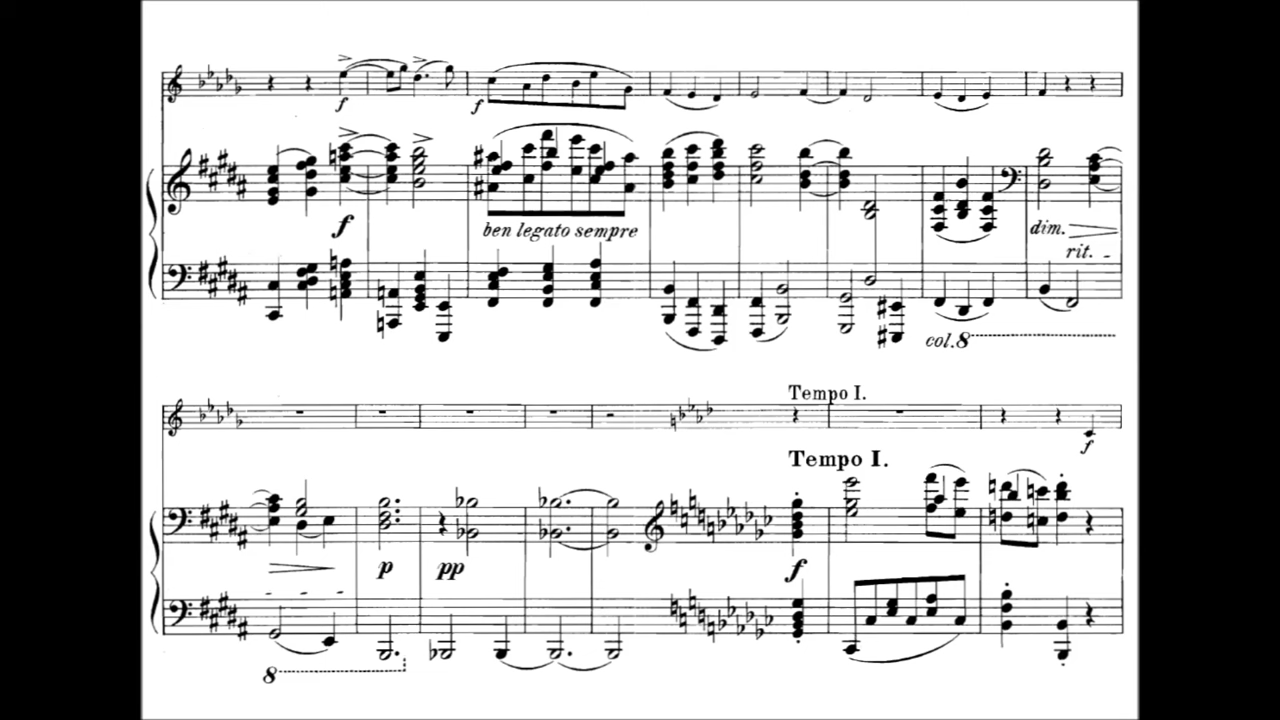 f
f
f
ben legato sempre
dim.
rit. -
col.8
Tempo I.
f
Tempo I.
p
pp
f
- - -
8